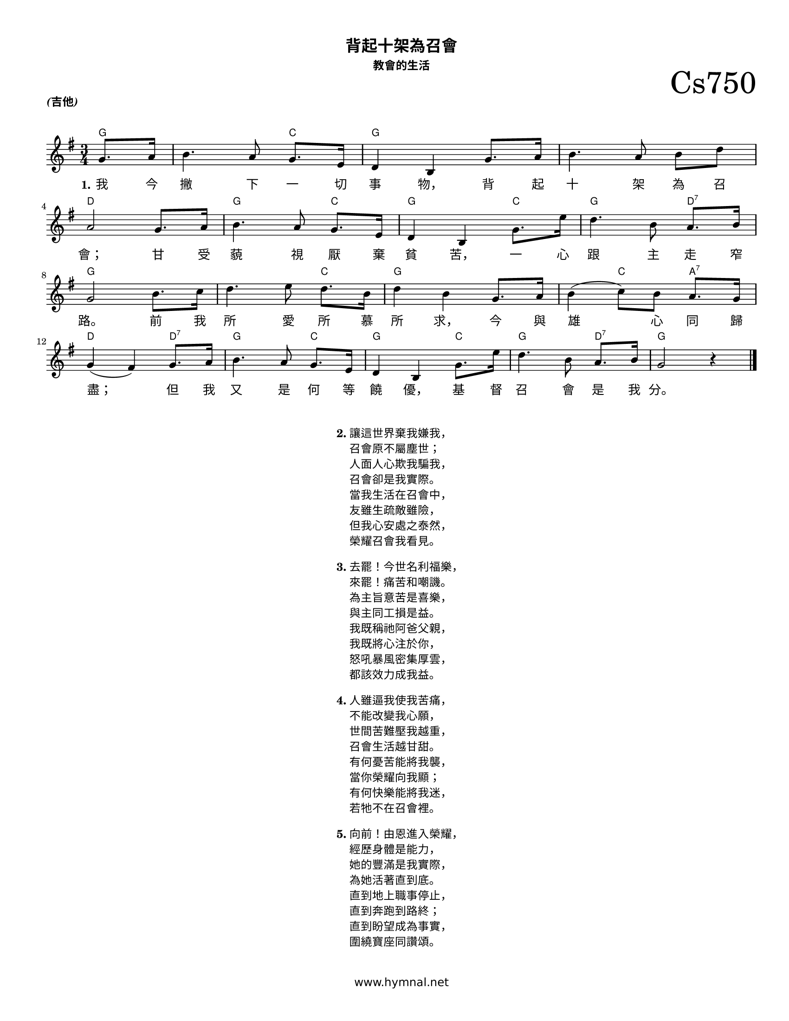 背起十架為召會
教會的生活
Cs750
(吉他)
G C G
1. 我 今 撇 下 一 切 事 物, 背 起 十 架 為 召
4 D G C G C G D7
會; 甘 受 藐 視 厭 棄 貧 苦, 一 心 跟 主 走 窄
8 G C G C A7
路。 前 我 所 愛 所 慕 所 求, 今 與 雄 心 同 歸
12 D D7 G C G C G D7 G
盡; 但 我 又 是 何 等 饒 優, 基 督 召 會 是 我 分。
2. 讓這世界棄我嫌我,
召會原不屬塵世;
人面人心欺我騙我,
召會卻是我實際。
當我生活在召會中,
友雖生疏敵雖險,
但我心安處之泰然,
榮耀召會我看見。
3. 去罷!今世名利福樂,
來罷!痛苦和嘲譏。
為主旨意苦是喜樂,
與主同工損是益。
我既稱祂阿爸父親,
我既將心注於你,
怒吼暴風密集厚雲,
都該效力成我益。
4. 人雖逼我使我苦痛,
不能改變我心願,
世間苦難壓我越重,
召會生活越甘甜。
有何憂苦能將我襲,
當你榮耀向我顯;
有何快樂能將我迷,
若牠不在召會裡。
5. 向前!由恩進入榮耀,
經歷身體是能力,
她的豐滿是我實際,
為她活著直到底。
直到地上職事停止,
直到奔跑到路終;
直到盼望成為事實,
圍繞寶座同讚頌。
www.hymnal.net